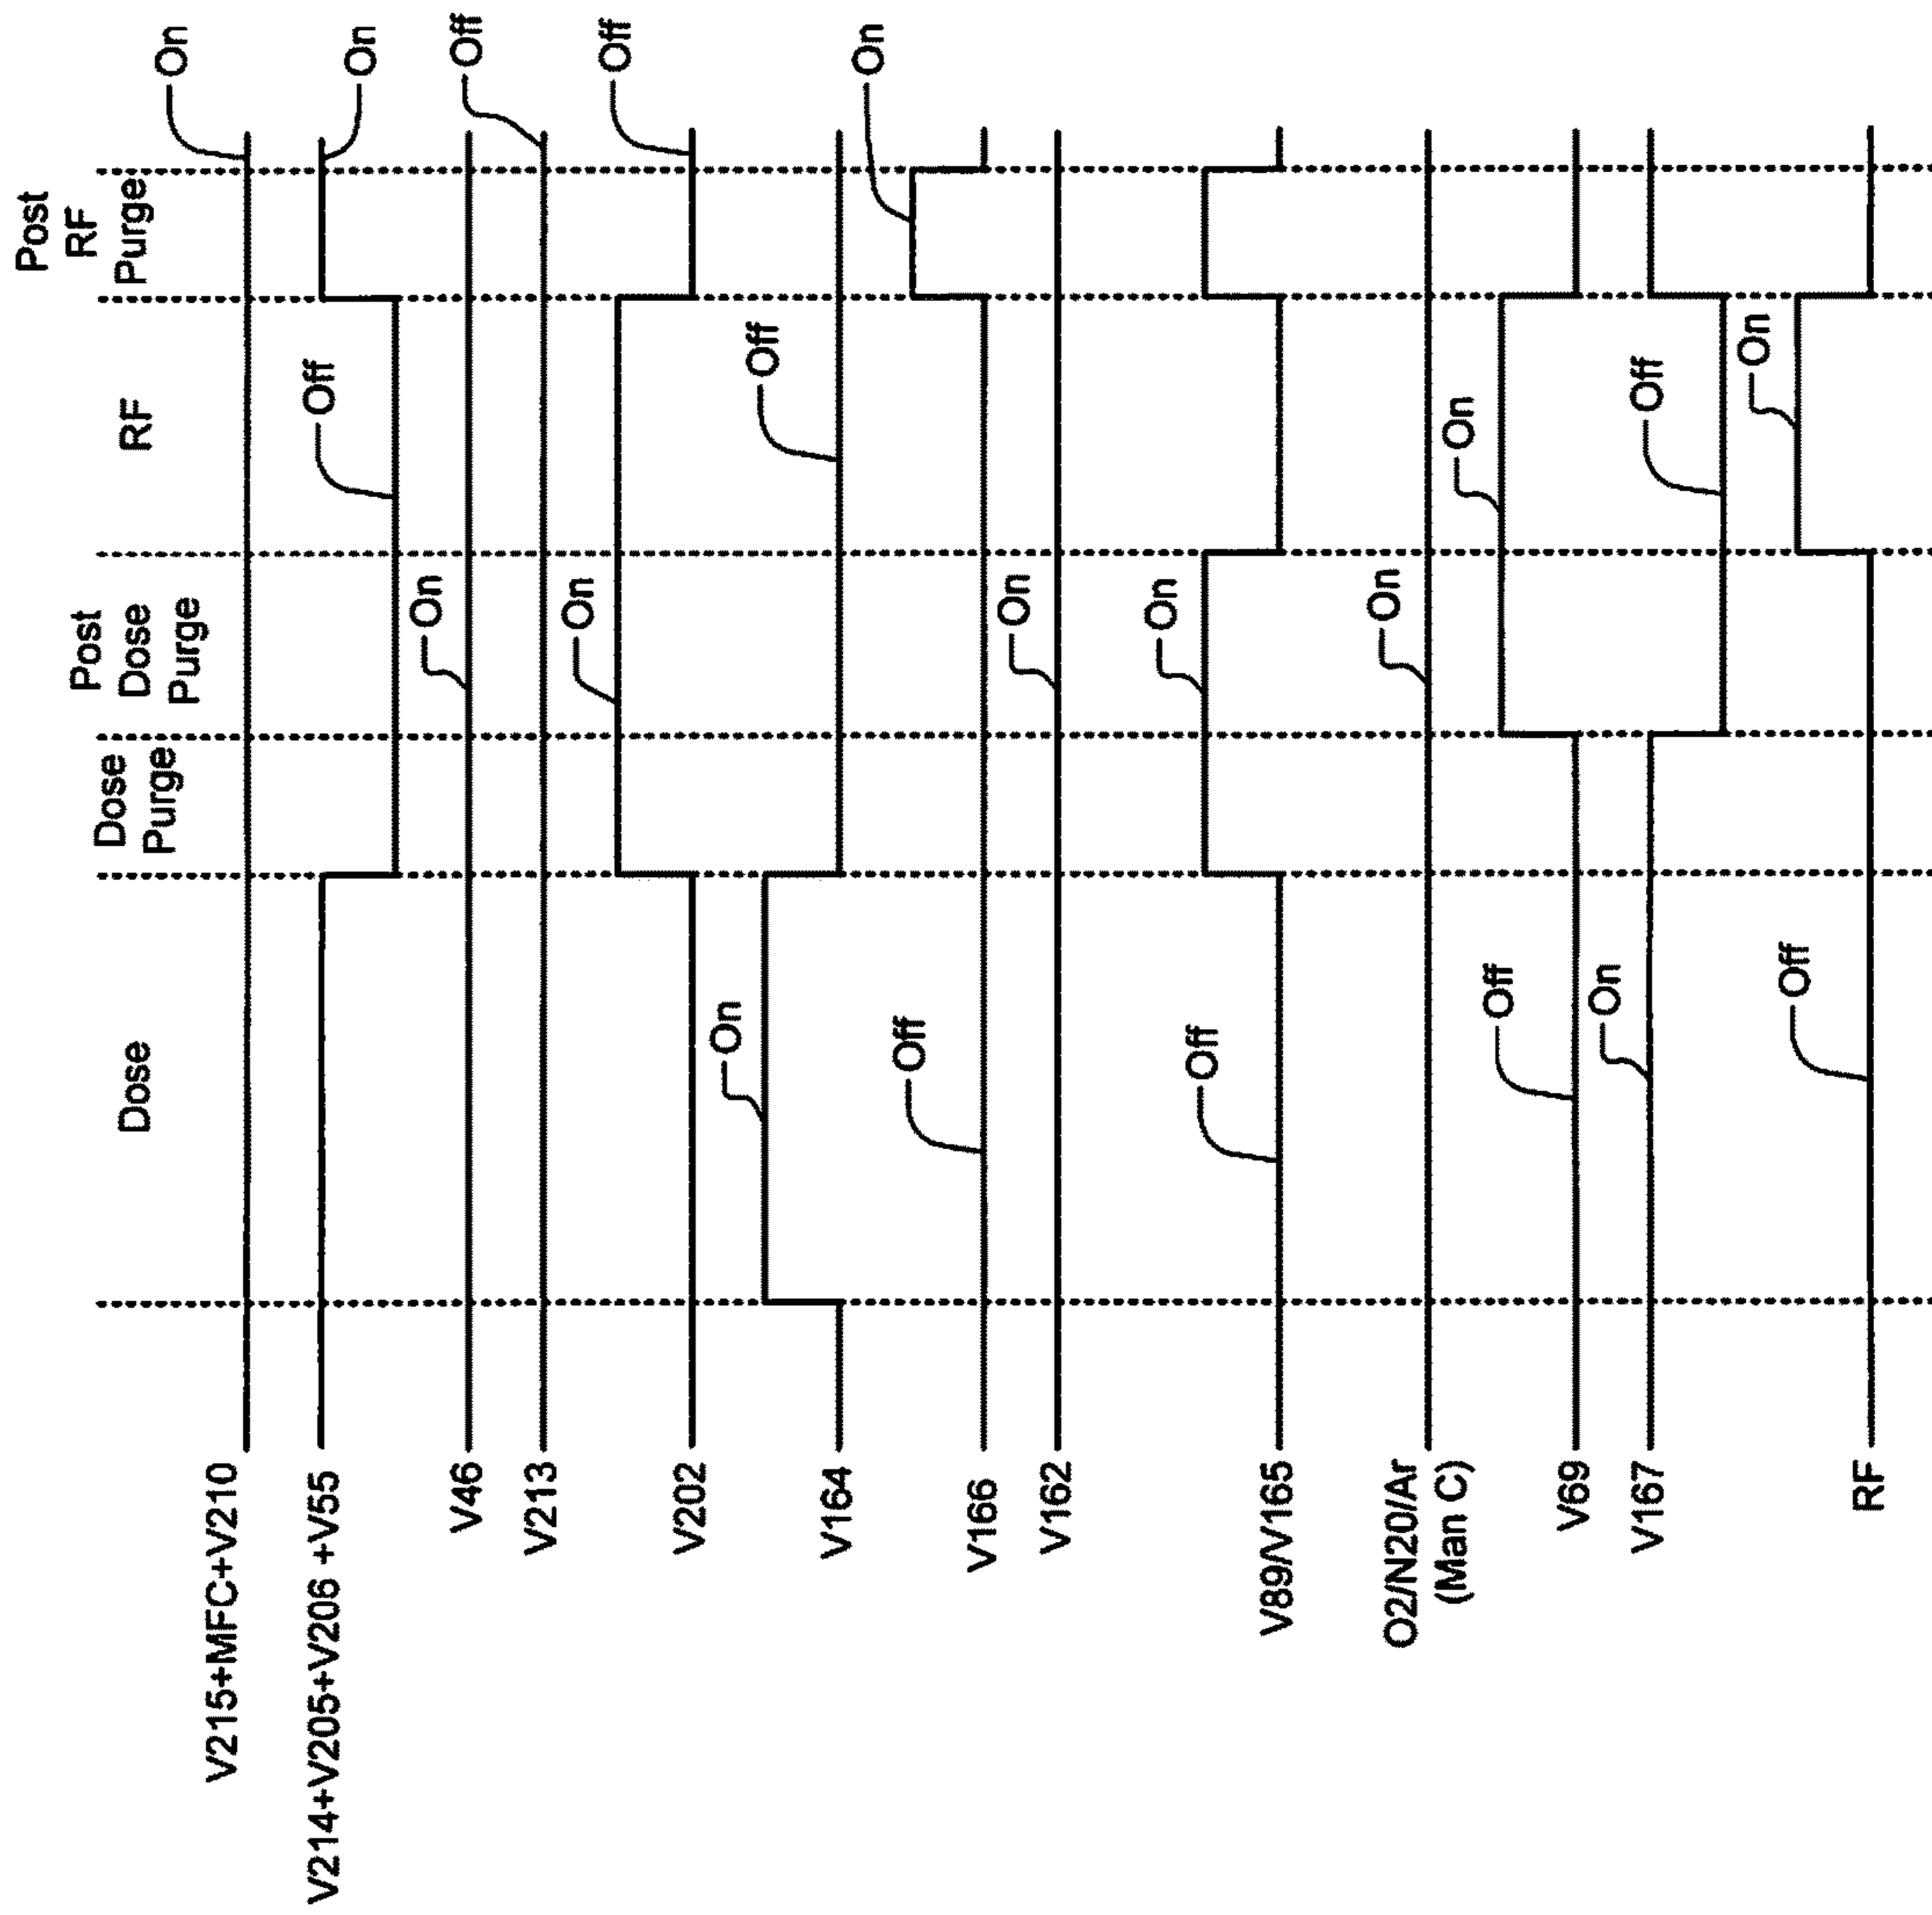 Dose
Dose
Purge
Post
Dose
Purge
RF
Post
RF
Purge
V215+MFC+V210
On
V214+V205+V206 +V55
Off
On
V46
On
V213
Off
V202
On
Off
V164
On
Off
V166
Off
On
V162
On
V89/V165
Off
On
O2/N20/Ar
(Man C)
On
V69
Off
On
V167
On
Off
RF
Off
On